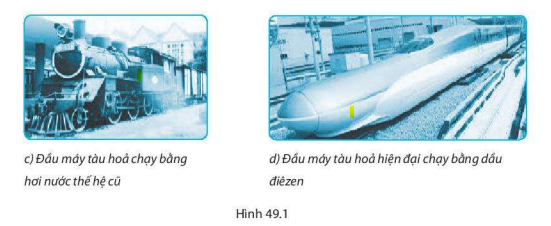 c) Đầu máy tàu hoả chạy bằng
hơi nước thế hệ cũ
d) Đầu máy tàu hoả hiện đại chạy bằng dầu
điêzen
Hình 49.1